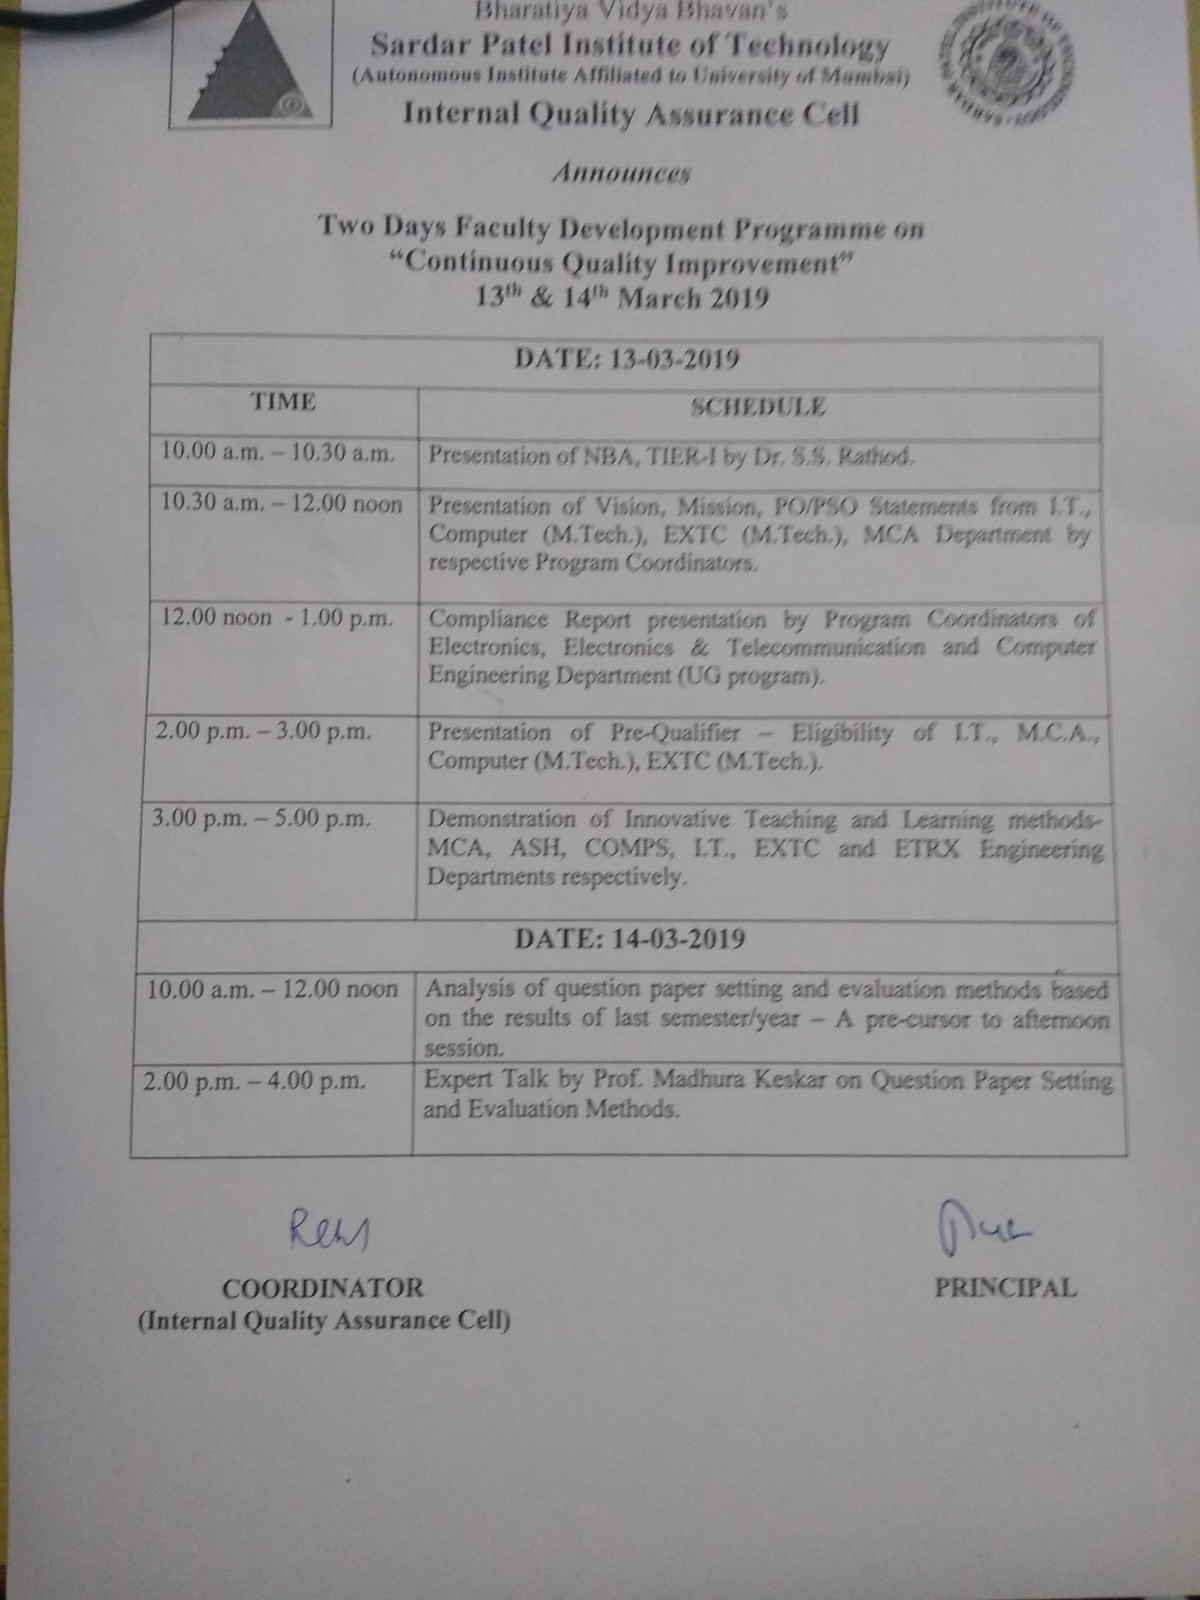 Bharatiya Vidya Bhavan's
Sardar Patel Institute of Technology
(Autonomous Institute Affiliated to University of Mumbai)
Internal Quality Assurance Cell
Announces
Two Days Faculty Development Programme on
“Continuous Quality Improvement”
13th & 14th March 2019
DATE: 13-03-2019
TIME SCHEDULE
10.00 a.m. – 10.30 a.m. Presentation of NBA, TIER-I by Dr. S.S. Rathod.
10.30 a.m. – 12.00 noon Presentation of Vision, Mission, PO/PSO Statements from I.T.,
Computer (M.Tech.), EXTC (M.Tech.), MCA Department by
respective Program Coordinators.
12.00 noon - 1.00 p.m. Compliance Report presentation by Program Coordinators of
Electronics, Electronics & Telecommunication and Computer
Engineering Department (UG program).
2.00 p.m. – 3.00 p.m. Presentation of Pre-Qualifier – Eligibility of I.T., M.C.A.,
Computer (M.Tech.), EXTC (M.Tech.).
3.00 p.m. – 5.00 p.m. Demonstration of Innovative Teaching and Learning methods-
MCA, ASH, COMPS, I.T., EXTC and ETRX Engineering
Departments respectively.
DATE: 14-03-2019
10.00 a.m. – 12.00 noon Analysis of question paper setting and evaluation methods based
on the results of last semester/year – A pre-cursor to afternoon
session.
2.00 p.m. – 4.00 p.m. Expert Talk by Prof. Madhura Keskar on Question Paper Setting
and Evaluation Methods.
COORDINATOR PRINCIPAL
(Internal Quality Assurance Cell)